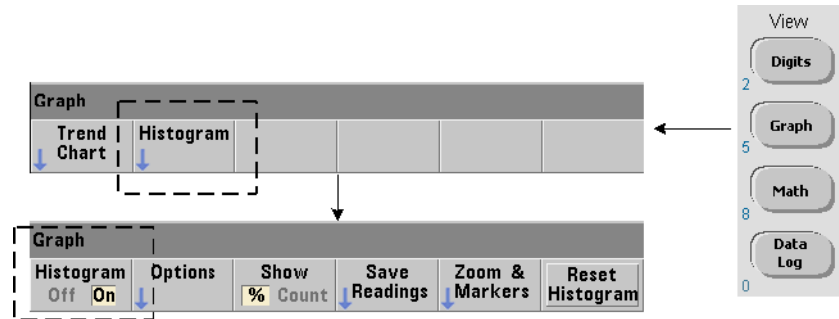 View
Digits
2
Graph
5
Math
8
Data
Log
0
Graph
Trend
Chart
Histogram
Graph
Histogram
Off On
Options
Show
% Count
Save
Readings
Zoom &
Markers
Reset
Histogram